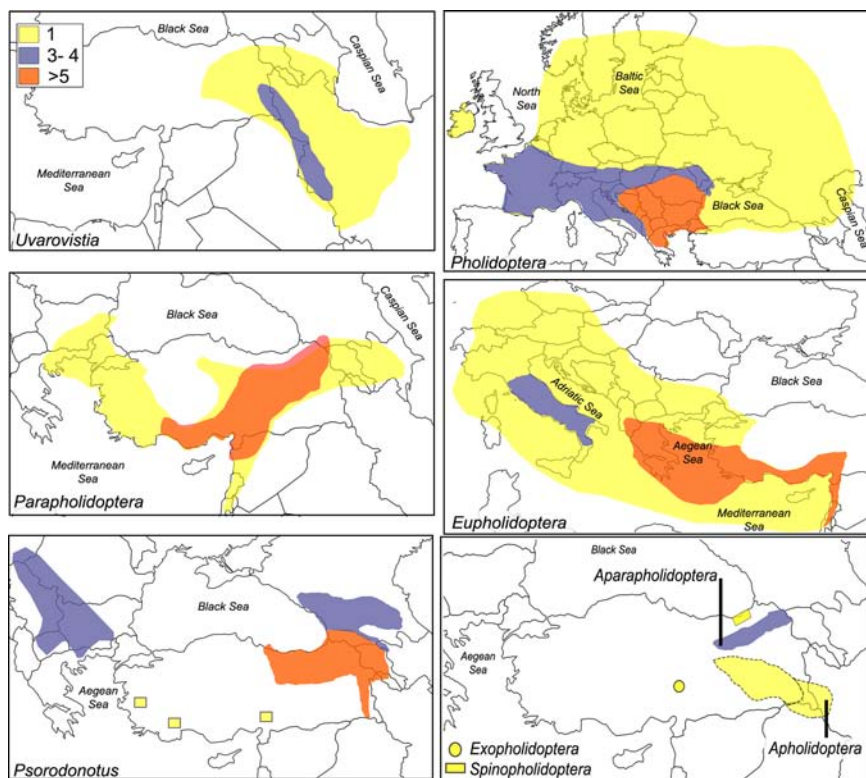 Black Sea
1
3- 4
>5
Caspian Sea
Mediterranean
Sea
Uvarovistia
North
Sea
Baltic
Sea
Black Sea
Caspian Sea
Pholidoptera
Black Sea
Caspian Sea
Mediterranean
Sea
Parapholidoptera
Adriatic Sea
Black Sea
Aegean
Sea
Mediterranean
Sea
Eupholidoptera
Black Sea
Aegean
Sea
Psorodonotus
Black Sea
Aparapholidoptera
Aegean
Sea
Exopholidoptera
Spinopholidoptera
Apholidoptera